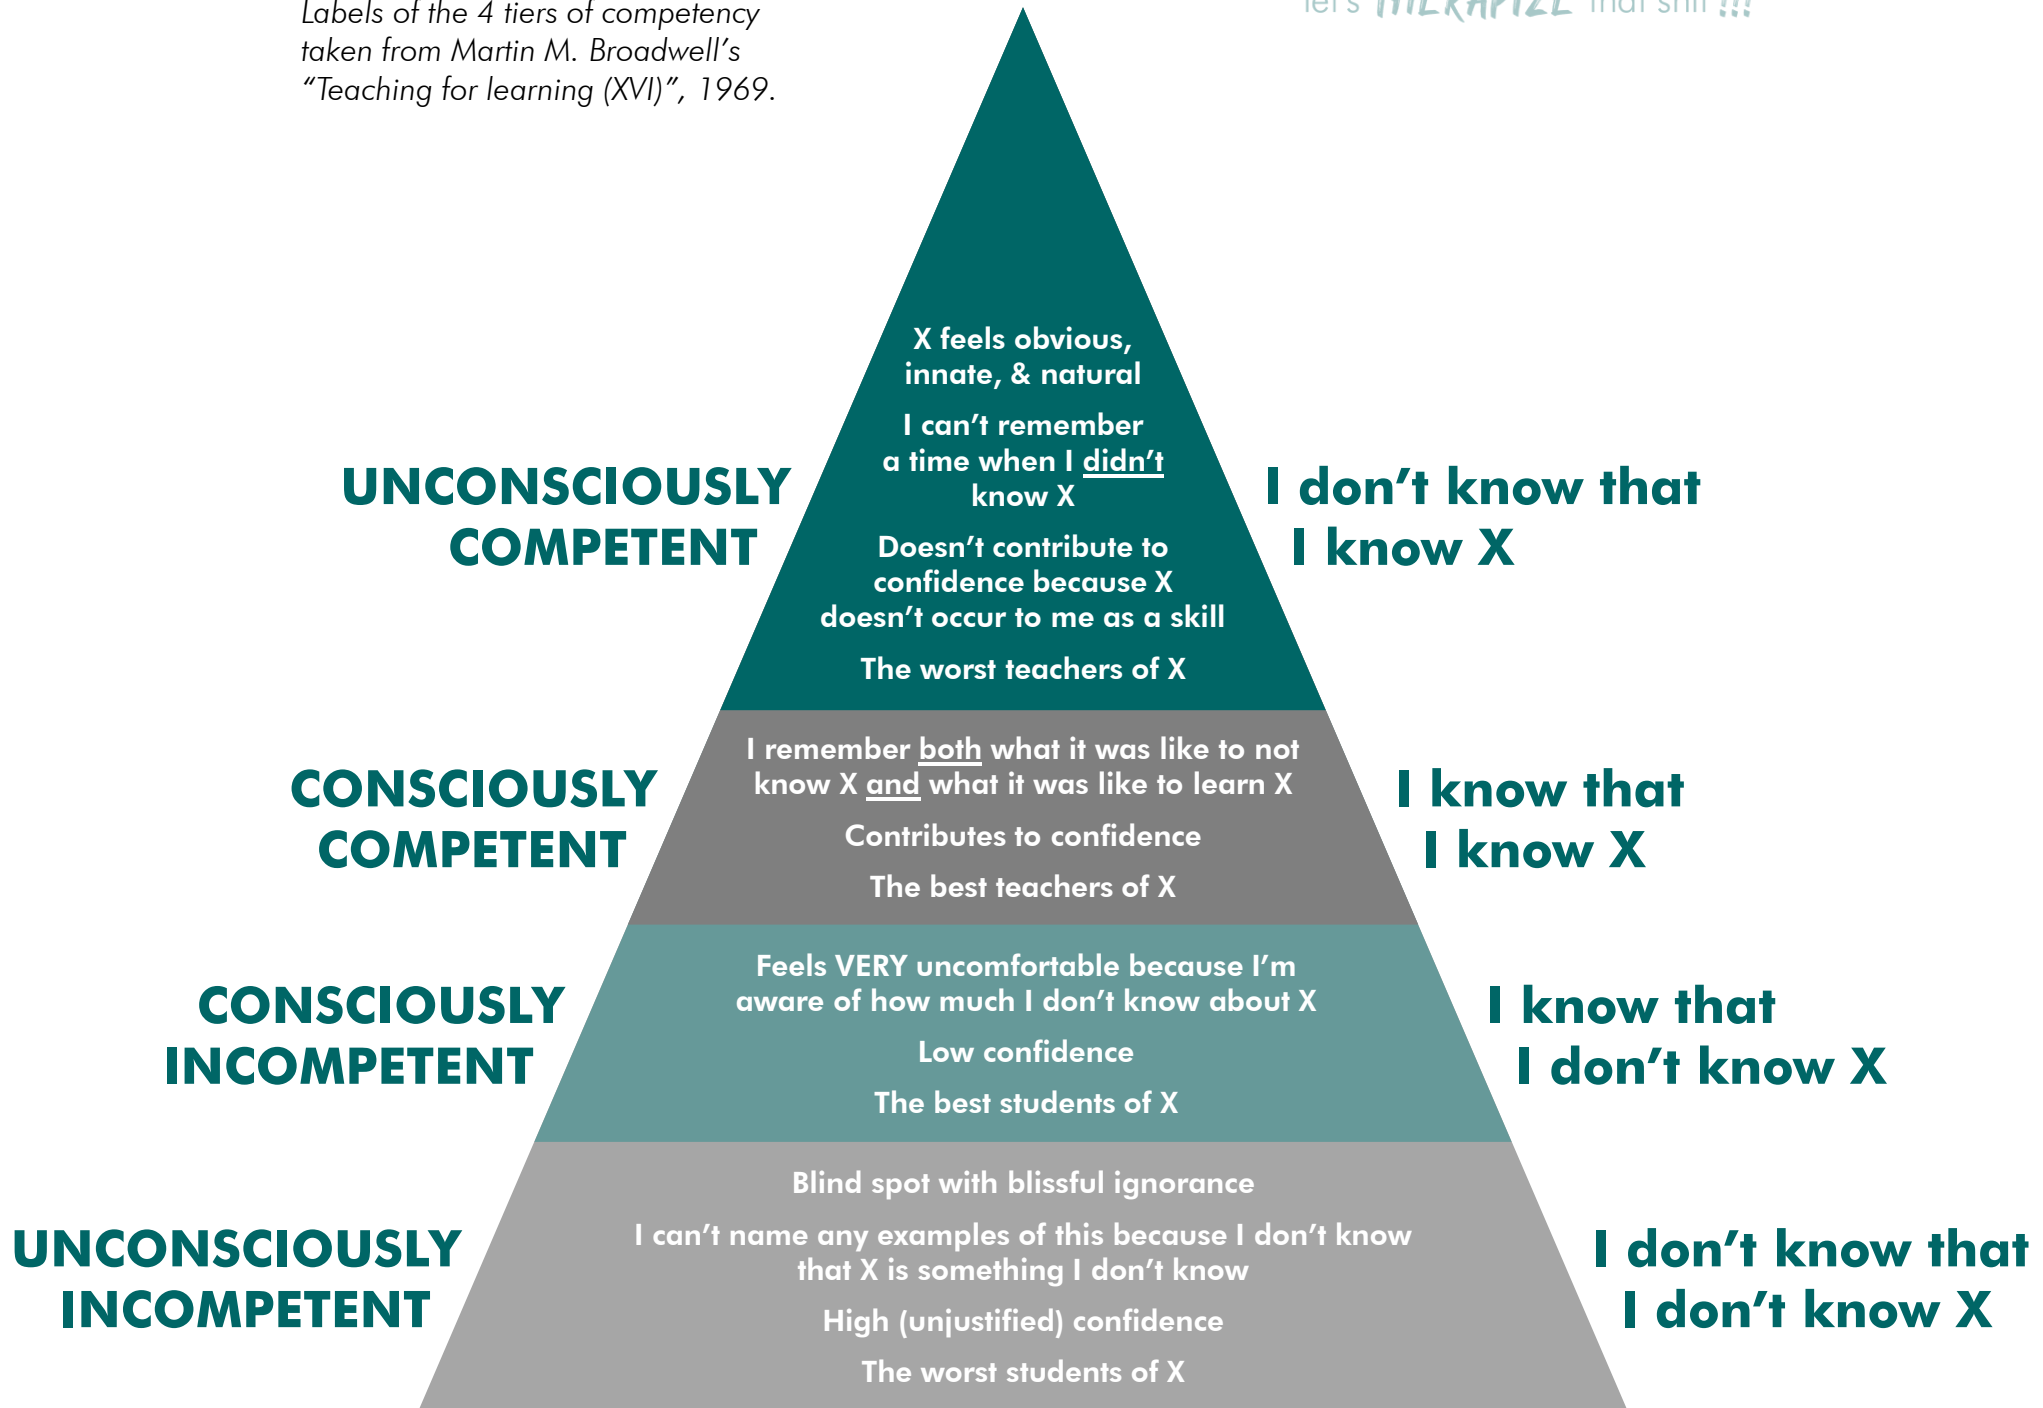 Labels of the 4 tiers of competency
taken from Martin M. Broadwell’s
“Teaching for learning (XVI)”, 1969.
let’s THERAPIZE that shit !!!
X feels obvious,
innate, & natural
I can’t remember
a time when I didn’t
know X
Doesn’t contribute to
confidence because X
doesn’t occur to me as a skill
The worst teachers of X
UNCONSCIOUSLY
COMPETENT
I don’t know that
I know X
I remember both what it was like to not
know X and what it was like to learn X
Contributes to confidence
The best teachers of X
CONSCIOUSLY
COMPETENT
I know that
I know X
Feels VERY uncomfortable because I’m
aware of how much I don’t know about X
Low confidence
The best students of X
CONSCIOUSLY
INCOMPETENT
I know that
I don’t know X
Blind spot with blissful ignorance
I can’t name any examples of this because I don’t know
that X is something I don’t know
High (unjustified) confidence
The worst students of X
UNCONSCIOUSLY
INCOMPETENT
I don’t know that
I don’t know X